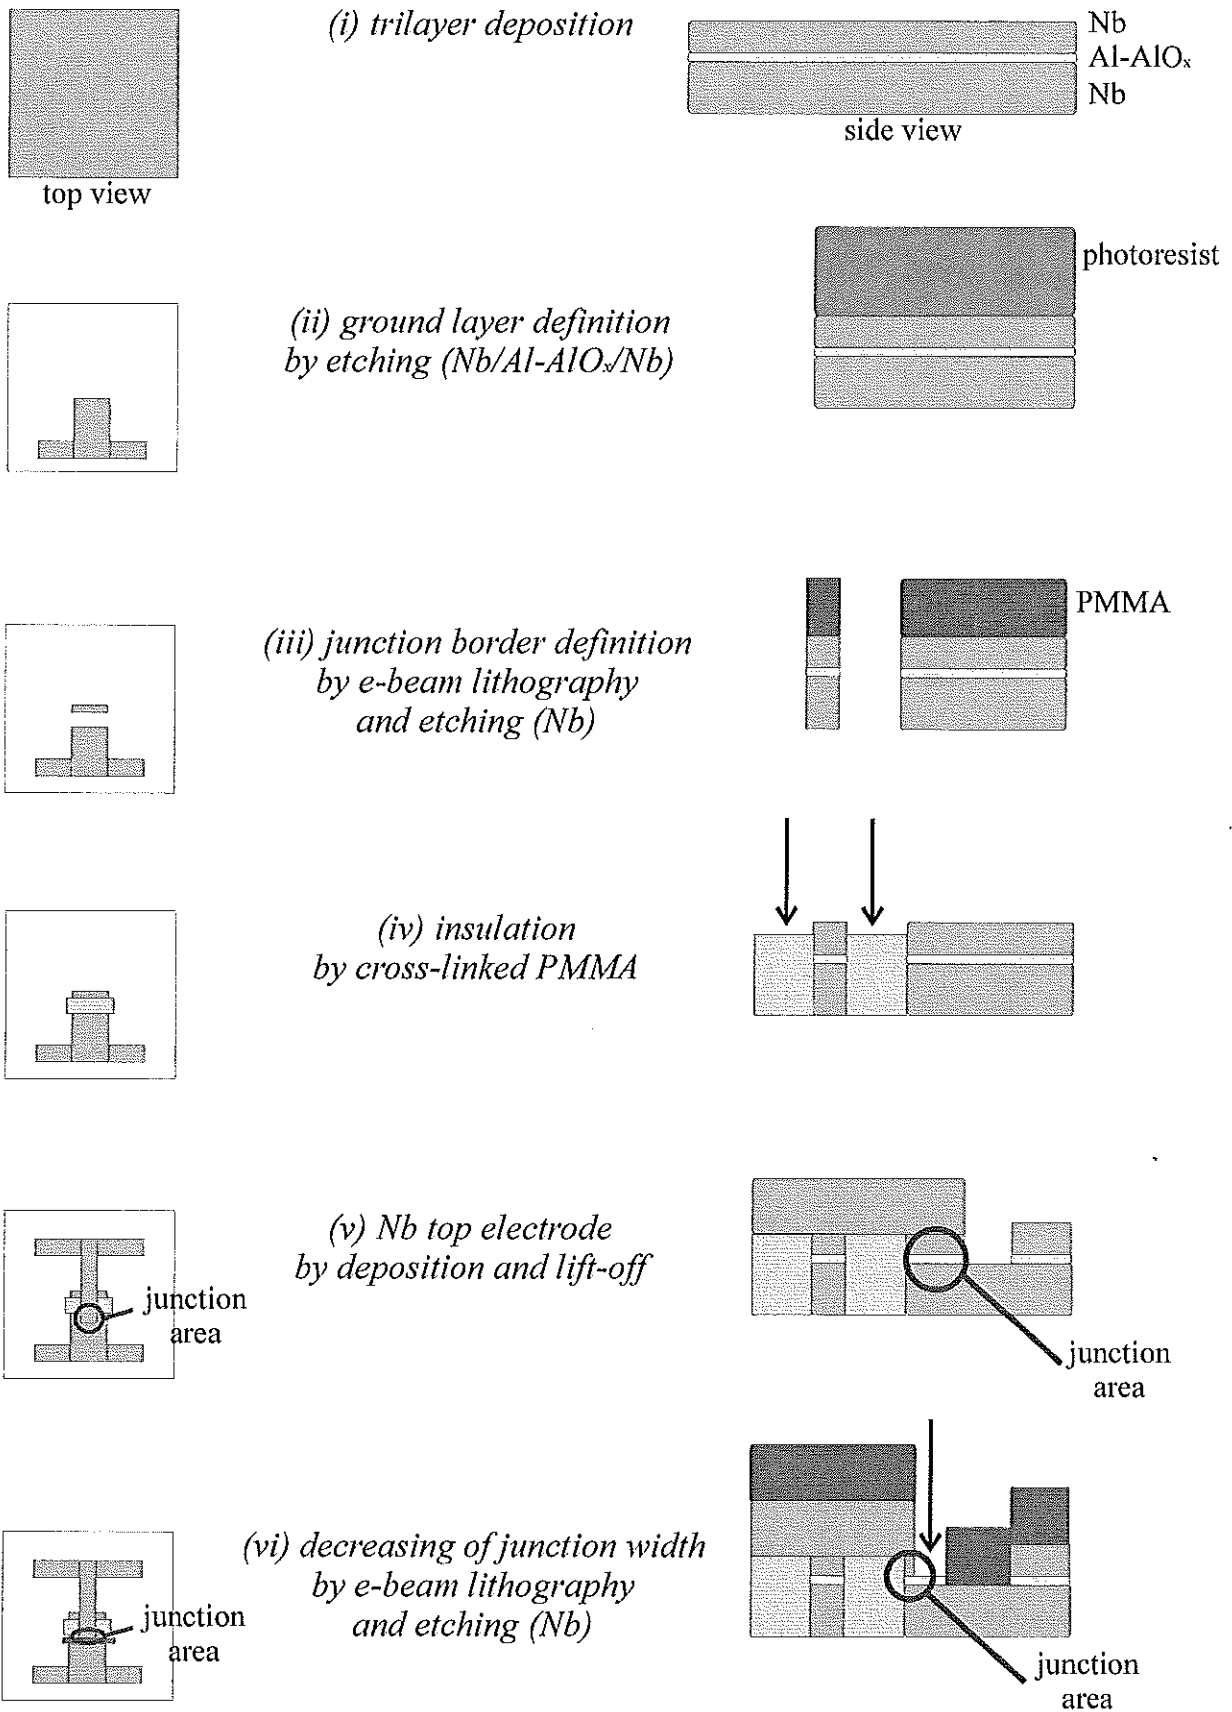 (i) trilayer deposition
Nb
Al-AlOₓ
Nb
side view
top view
photoresist
(ii) ground layer definition
by etching (Nb/Al-AlOₓ/Nb)
PMMA
(iii) junction border definition
by e-beam lithography
and etching (Nb)
(iv) insulation
by cross-linked PMMA
(v) Nb top electrode
by deposition and lift-off
junction
area
junction
area
(vi) decreasing of junction width
by e-beam lithography
and etching (Nb)
junction
area
junction
area